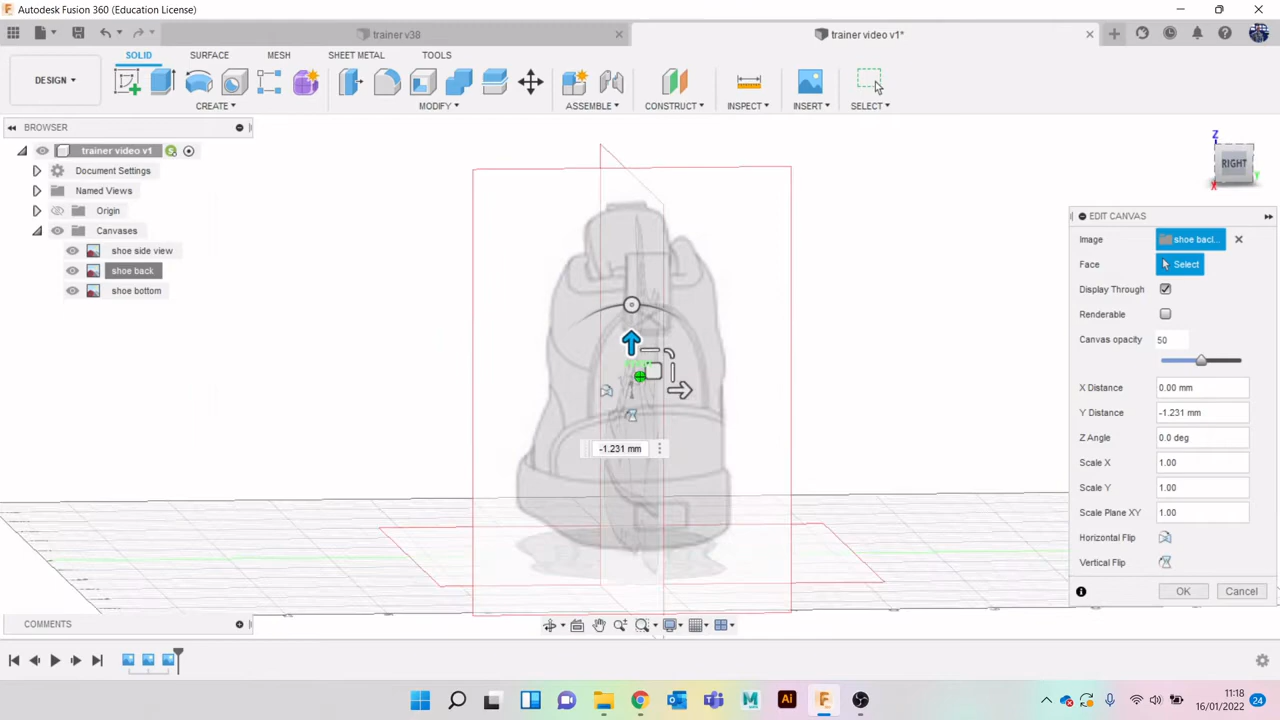 Autodesk Fusion 360 (Education License)
trainer v38
trainer video v1*
SOLID
SURFACE
MESH
SHEET METAL
TOOLS
DESIGN
CREATE
MODIFY
ASSEMBLE
CONSTRUCT
INSPECT
INSERT
SELECT
BROWSER
trainer video v1
Document Settings
Named Views
Origin
Canvases
shoe side view
shoe back
shoe bottom
Z
RIGHT
X
Y
-1.231 mm
EDIT CANVAS
Image shoe bacl...
Face Select
Display Through
Renderable
Canvas opacity 50
X Distance 0.00 mm
Y Distance -1.231 mm
Z Angle 0.0 deg
Scale X 1.00
Scale Y 1.00
Scale Plane XY 1.00
Horizontal Flip
Vertical Flip
OK Cancel
COMMENTS
11:18
16/01/2022
24